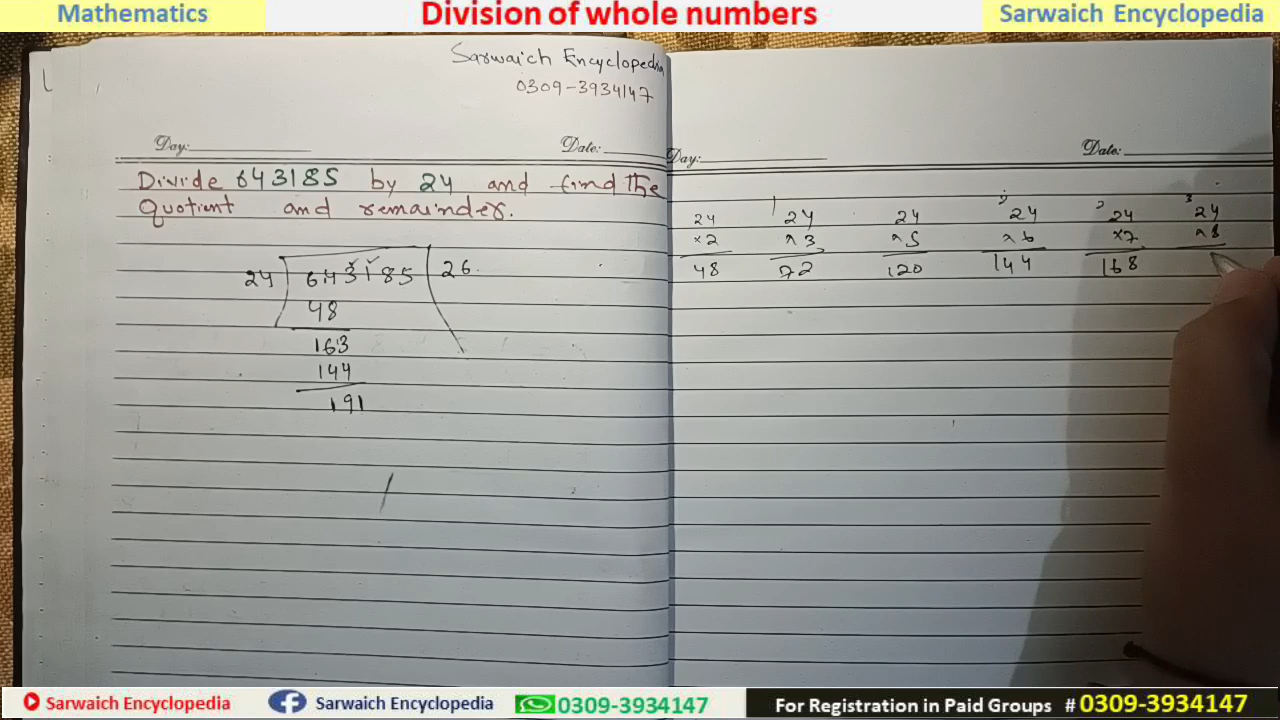 Mathematics
Division of whole numbers
Sarwaich Encyclopedia
Sarwaich Encyclopedia
0309-3934147
Day:
Date:
Divide 643185 by 24 and find The
Quotient and remainder.
24 643185 26
48
163
144
191
Day:
Date:
24 24 24 24 24 24
×2 ×3 ×5 ×6 ×7 ×8
48 72 120 144 168
Sarwaich Encyclopedia
Sarwaich Encyclopedia
0309-3934147
For Registration in Paid Groups # 0309-3934147